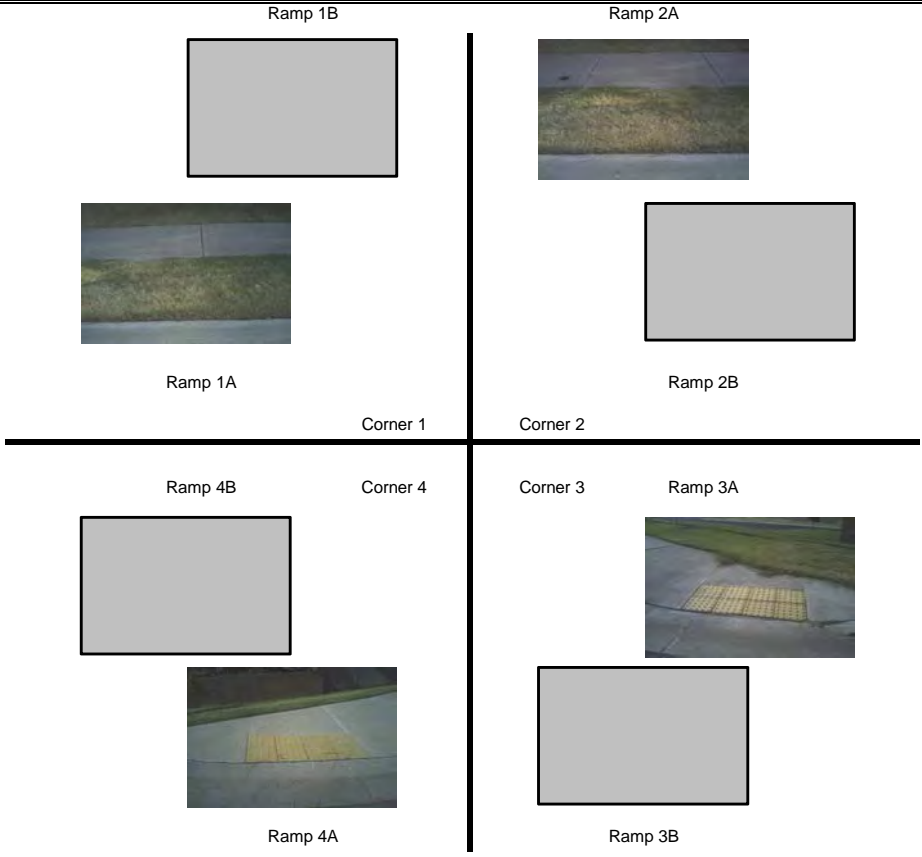 Ramp 1B Ramp 2A
Ramp 1A Ramp 2B
Corner 1 Corner 2
Ramp 4B Corner 4 Corner 3 Ramp 3A
Ramp 4A Ramp 3B